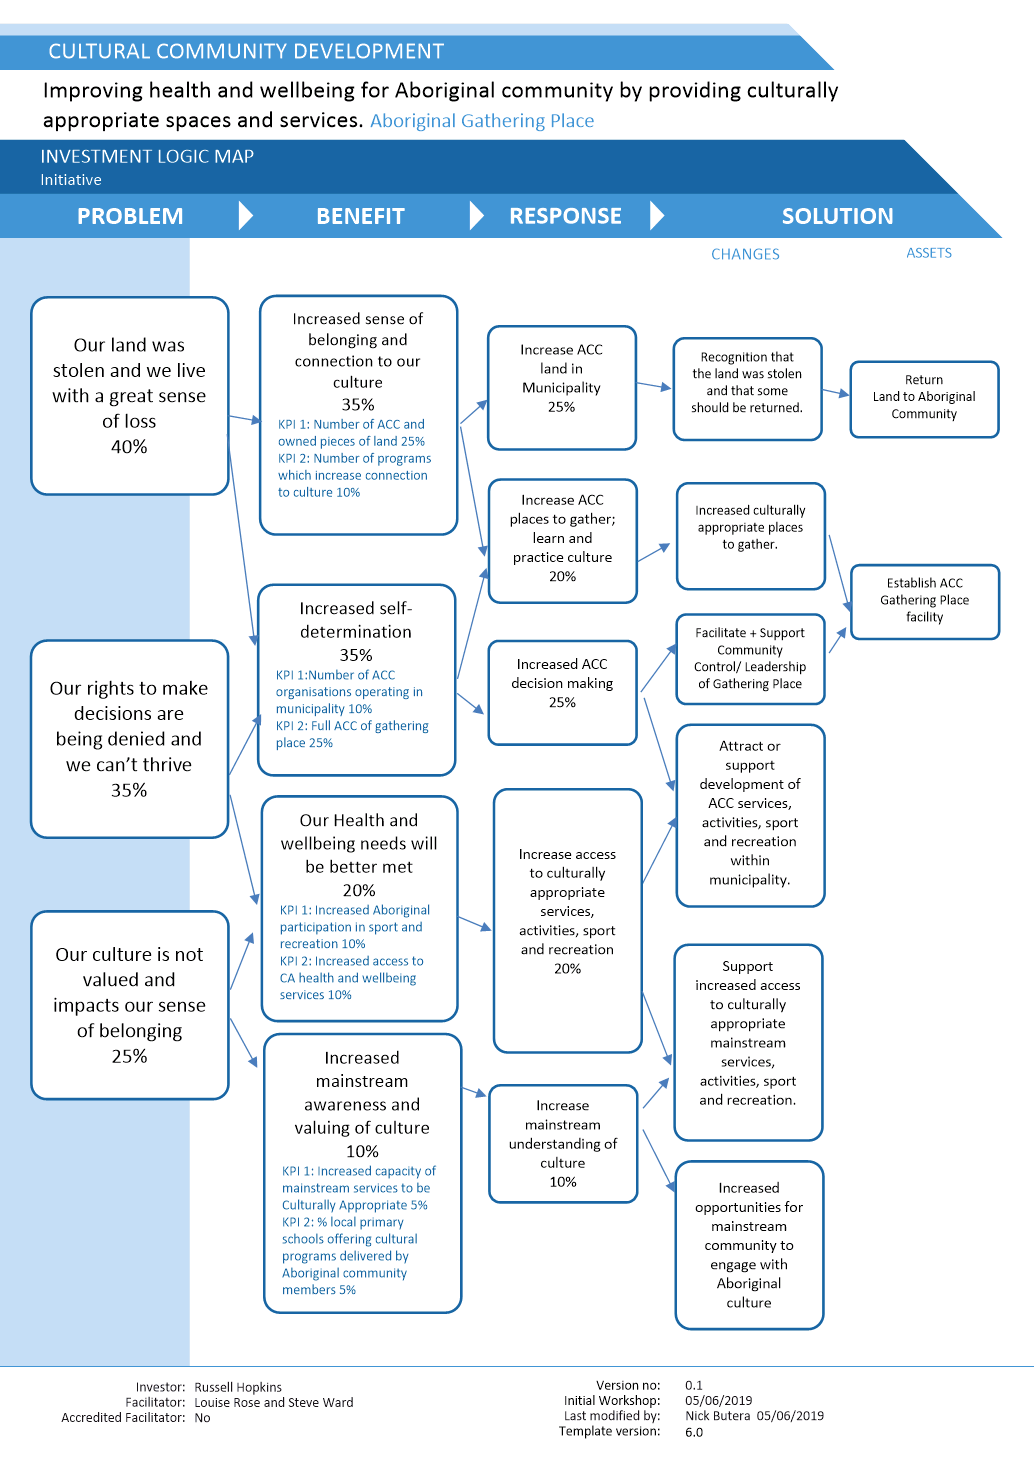 CULTURAL COMMUNITY DEVELOPMENT
Improving health and wellbeing for Aboriginal community by providing culturally
appropriate spaces and services. Aboriginal Gathering Place
INVESTMENT LOGIC MAP
Initiative
PROBLEM
BENEFIT
RESPONSE
SOLUTION
CHANGES
ASSETS
Our land was
stolen and we live
with a great sense
of loss
40%
Our rights to make
decisions are
being denied and
we can’t thrive
35%
Our culture is not
valued and
impacts our sense
of belonging
25%
Increased sense of
belonging and
connection to our
culture
35%
KPI 1: Number of ACC and
owned pieces of land 25%
KPI 2: Number of programs
which increase connection
to culture 10%
Increased self-
determination
35%
KPI 1:Number of ACC
organisations operating in
municipality 10%
KPI 2: Full ACC of gathering
place 25%
Our Health and
wellbeing needs will
be better met
20%
KPI 1: Increased Aboriginal
participation in sport and
recreation 10%
KPI 2: Increased access to
CA health and wellbeing
services 10%
Increased
mainstream
awareness and
valuing of culture
10%
KPI 1: Increased capacity of
mainstream services to be
Culturally Appropriate 5%
KPI 2: % local primary
schools offering cultural
programs delivered by
Aboriginal community
members 5%
Increase ACC
land in
Municipality
25%
Increase ACC
places to gather;
learn and
practice culture
20%
Increased ACC
decision making
25%
Increase access
to culturally
appropriate
services,
activities, sport
and recreation
20%
Increase
mainstream
understanding of
culture
10%
Recognition that
the land was stolen
and that some
should be returned.
Increased culturally
appropriate places
to gather.
Facilitate + Support
Community
Control/ Leadership
of Gathering Place
Attract or
support
development of
ACC services,
activities, sport
and recreation
within
municipality.
Support
increased access
to culturally
appropriate
mainstream
services,
activities, sport
and recreation.
Increased
opportunities for
mainstream
community to
engage with
Aboriginal
culture
Return
Land to Aboriginal
Community
Establish ACC
Gathering Place
facility
Investor: Russell Hopkins
Facilitator: Louise Rose and Steve Ward
Accredited Facilitator: No
Version no: 0.1
Initial Workshop: 05/06/2019
Last modified by: Nick Butera 05/06/2019
Template version: 6.0